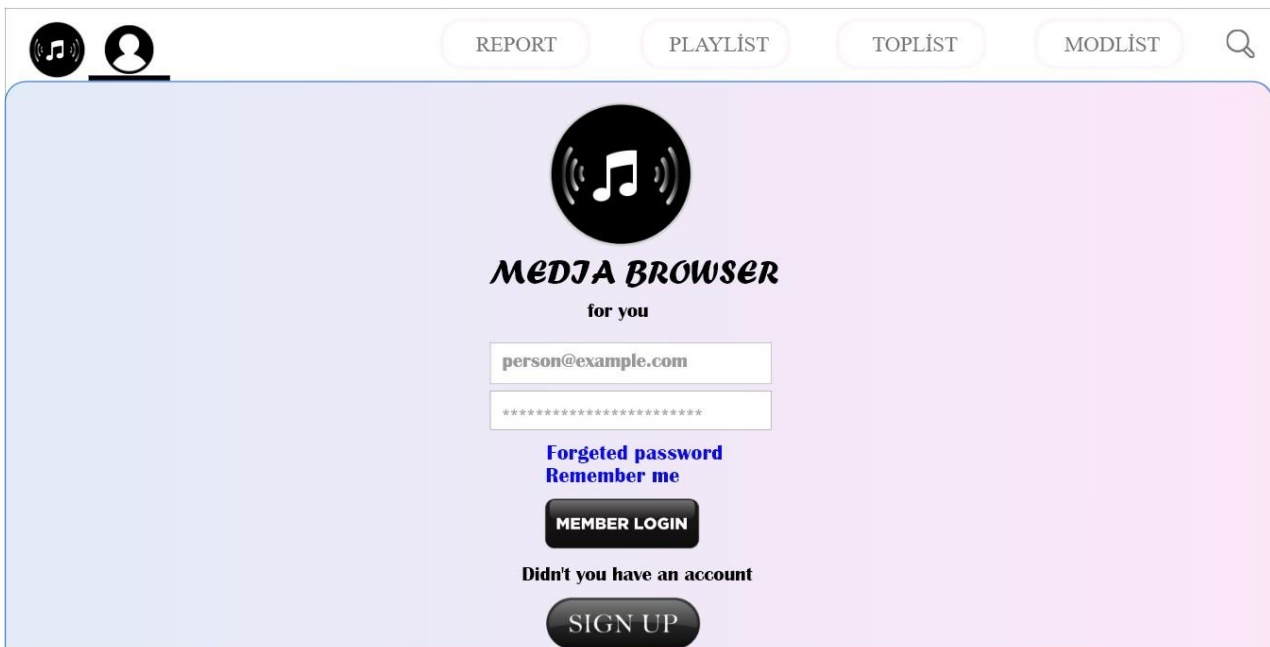 REPORT PLAYLİST TOPLİST MODLİST
MEDIA BROWSER
for you
person@example.com
************************
Forgeted password
Remember me
MEMBER LOGIN
Didn't you have an account
SIGN UP